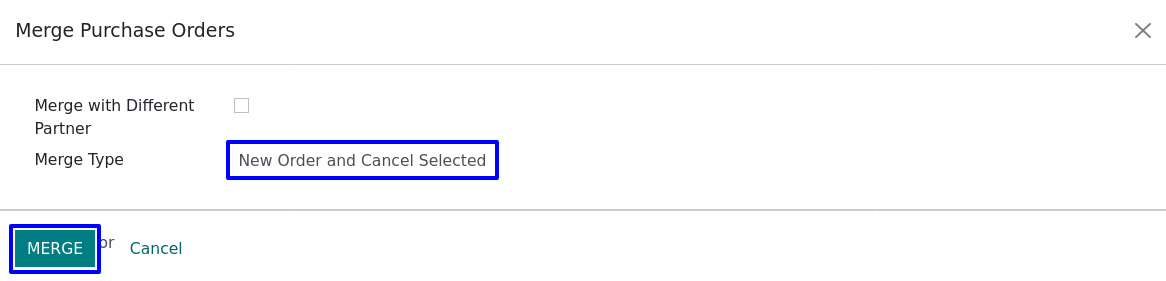 Merge Purchase Orders
Merge with Different
Partner
Merge Type
New Order and Cancel Selected
MERGE or Cancel